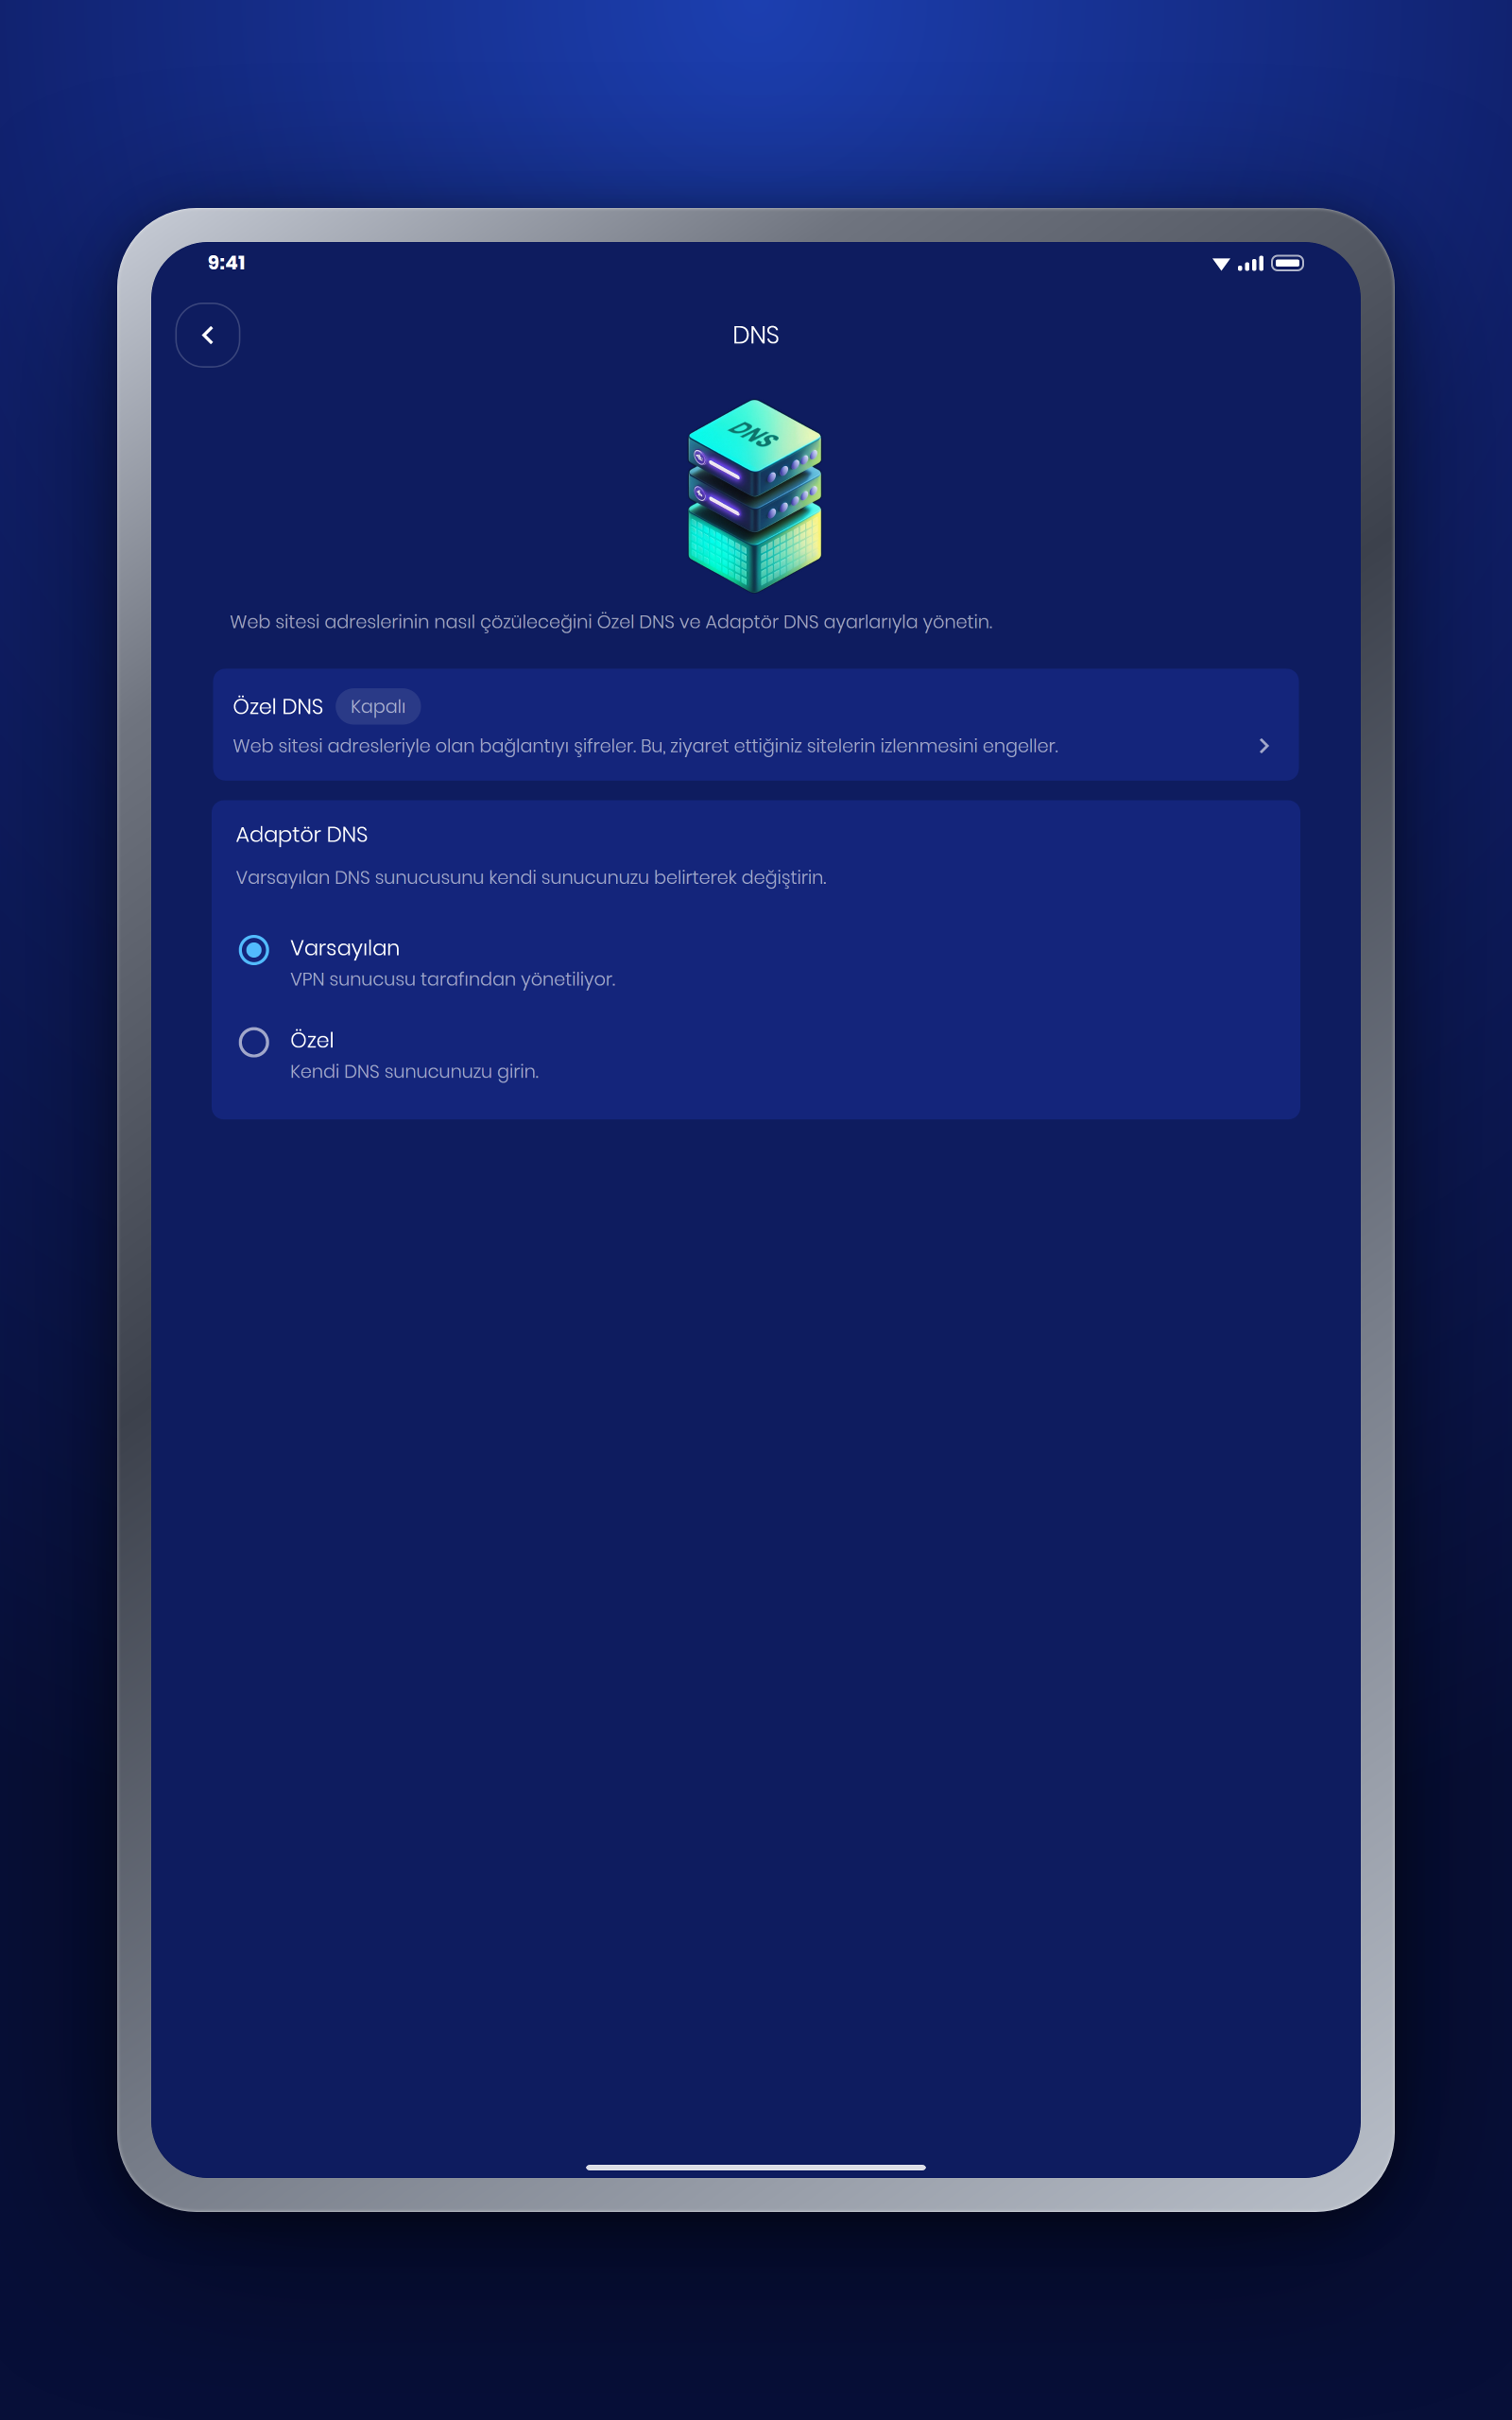 9:41
DNS
DNS
Web sitesi adreslerinin nasıl çözüleceğini Özel DNS ve Adaptör DNS ayarlarıyla yönetin.
Özel DNS Kapalı
Web sitesi adresleriyle olan bağlantıyı şifreler. Bu, ziyaret ettiğiniz sitelerin izlenmesini engeller.
Adaptör DNS
Varsayılan DNS sunucusunu kendi sunucunuzu belirterek değiştirin.
Varsayılan
VPN sunucusu tarafından yönetiliyor.
Özel
Kendi DNS sunucunuzu girin.